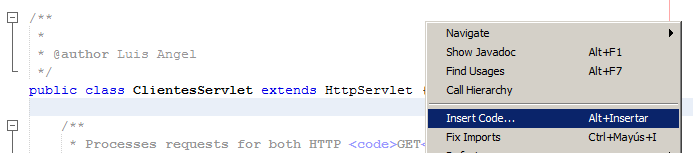 /**
*
* @author Luis Angel
*/
public class ClientesServlet extends HttpServlet {
/**
* Processes requests for both HTTP <code>GET<
Navigate
Show Javadoc Alt+F1
Find Usages Alt+F7
Call Hierarchy
Insert Code... Alt+Insertar
Fix Imports Ctrl+Mayús+I